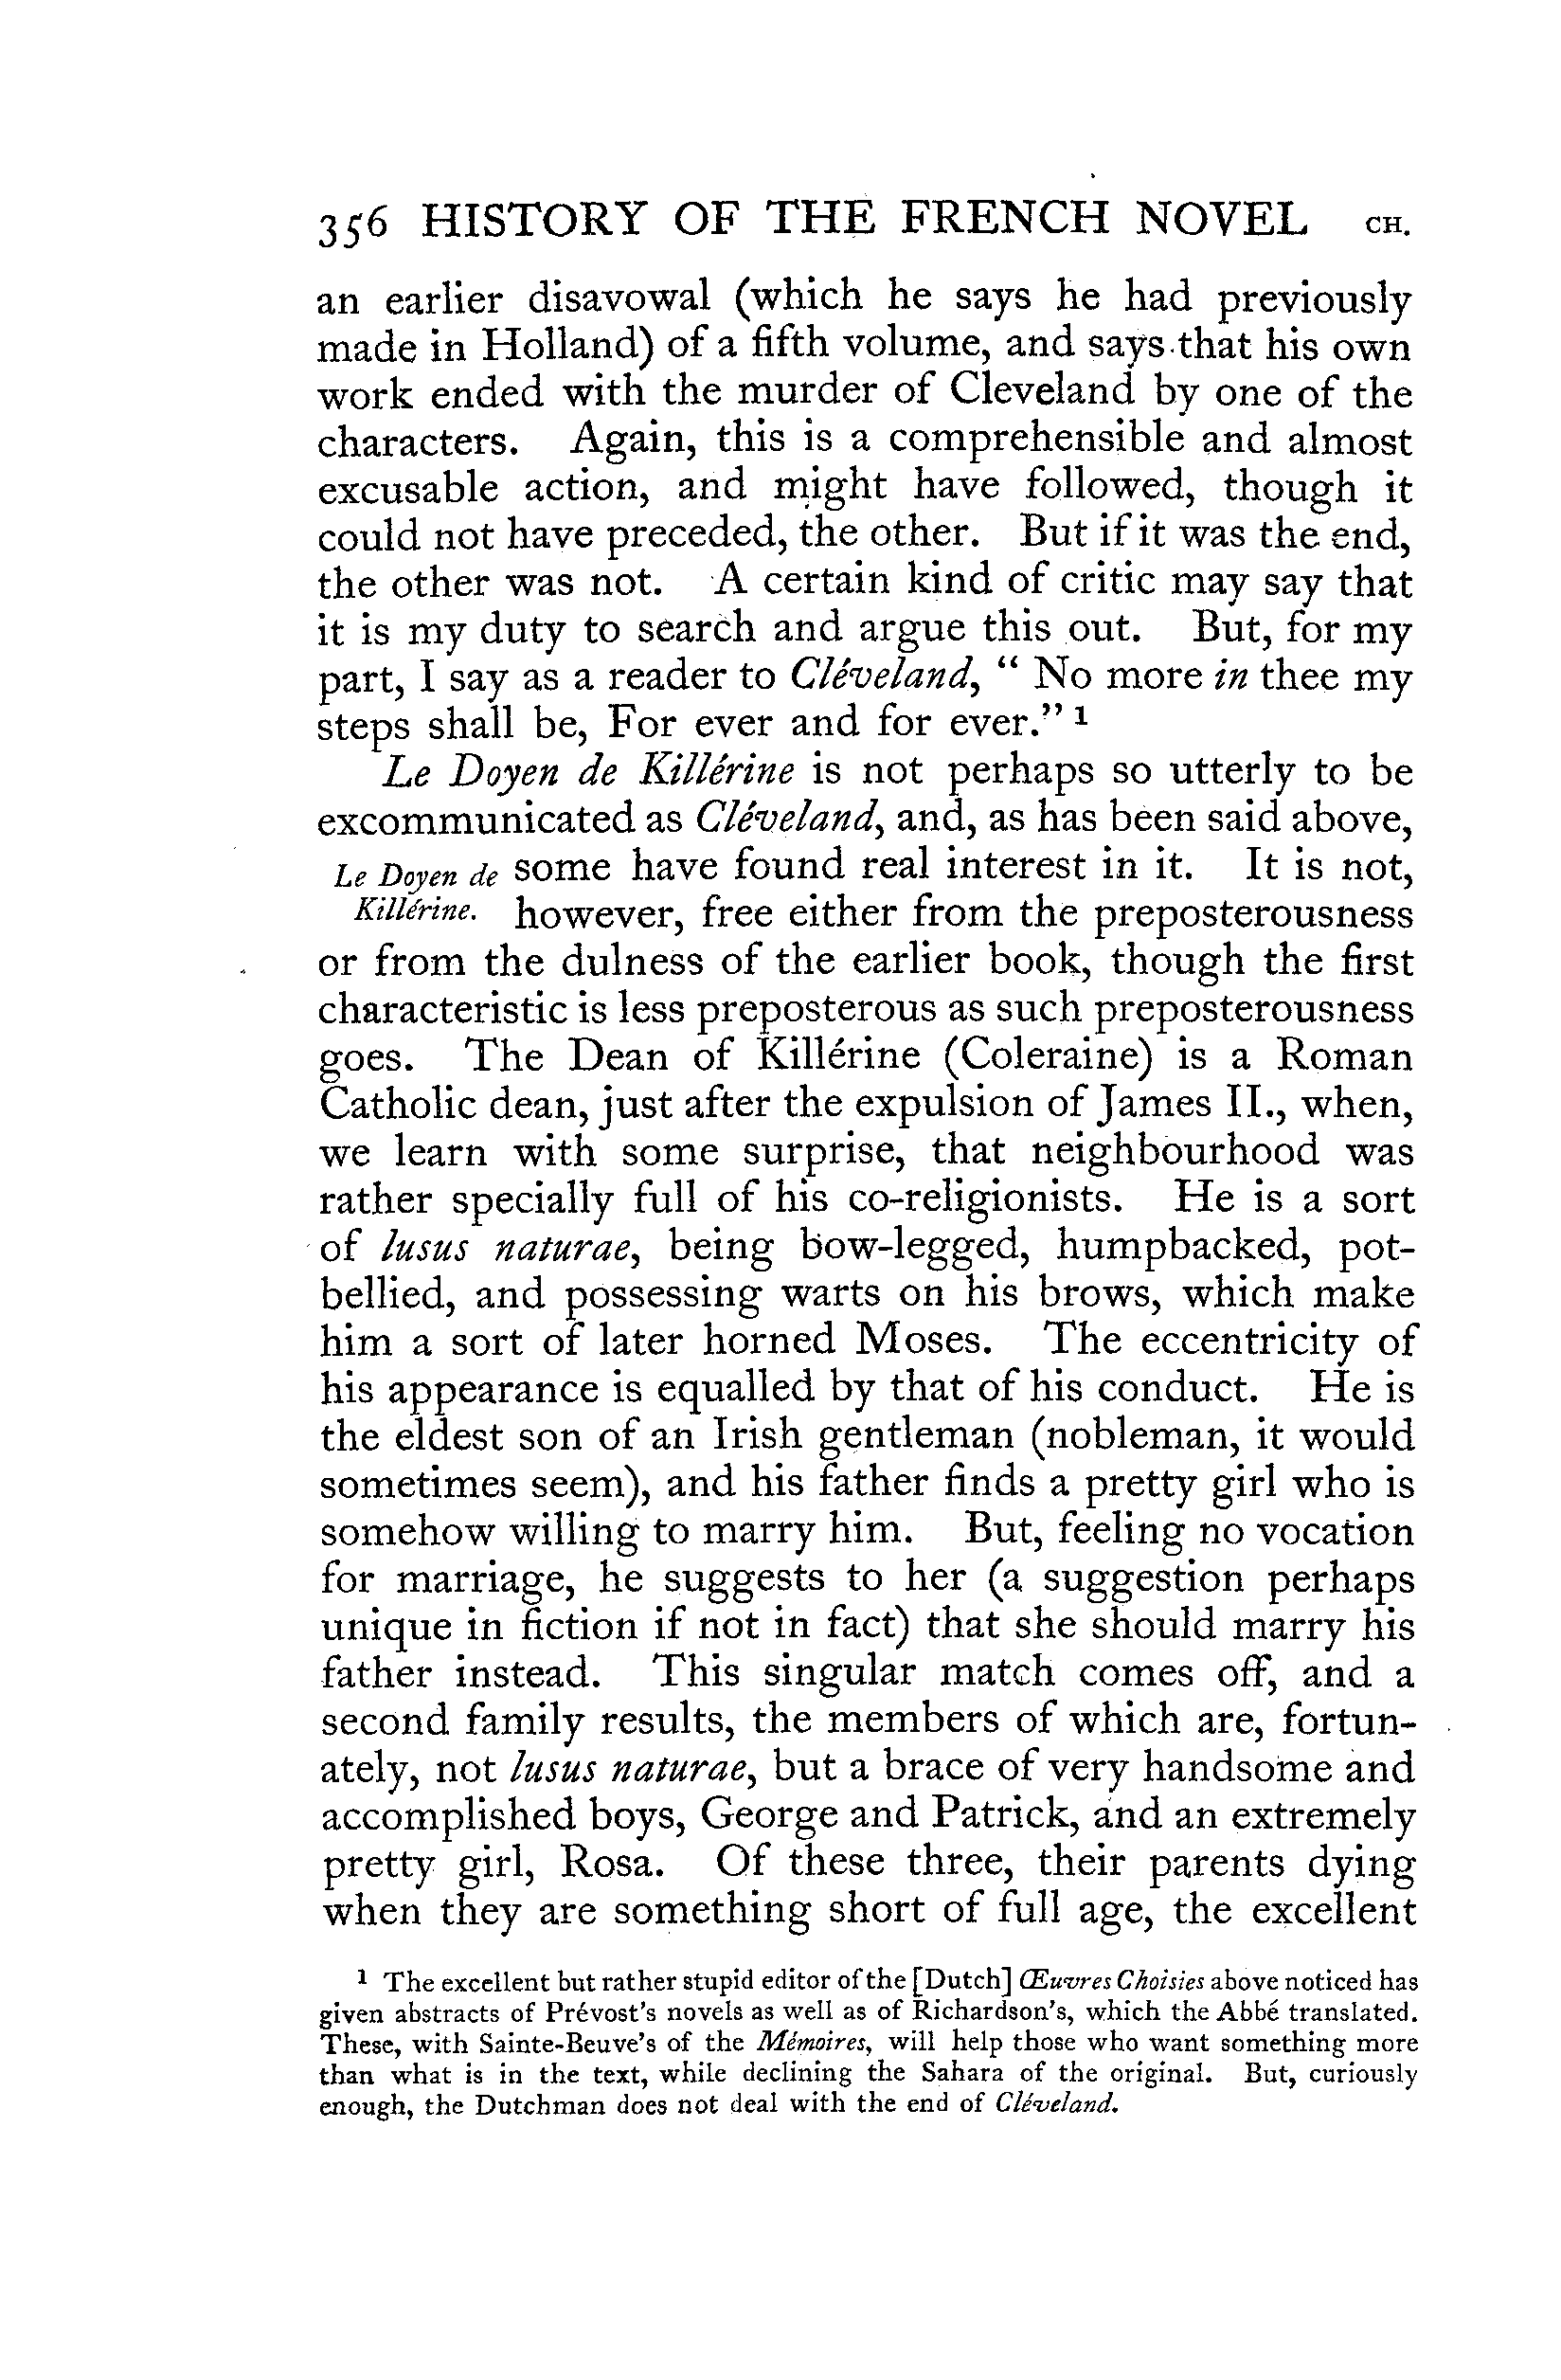 356 HISTORY OF THE FRENCH NOVEL CH.
an earlier disavowal (which he says he had previously
made in Holland) of a fifth volume, and says that his own
work ended with the murder of Cleveland by one of the
characters. Again, this is a comprehensible and almost
excusable action, and might have followed, though it
could not have preceded, the other. But if it was the end,
the other was not. A certain kind of critic may say that
it is my duty to search and argue this out. But, for my
part, I say as a reader to Cléveland, “ No more in thee my
steps shall be, For ever and for ever.” 1
Le Doyen de Killérine is not perhaps so utterly to be
excommunicated as Cléveland, and, as has been said above,
Le Doyen de some have found real interest in it. It is not,
Killérine. however, free either from the preposterousness
or from the dulness of the earlier book, though the first
characteristic is less preposterous as such preposterousness
goes. The Dean of Killérine (Coleraine) is a Roman
Catholic dean, just after the expulsion of James II., when,
we learn with some surprise, that neighbourhood was
rather specially full of his co-religionists. He is a sort
of lusus naturae, being bow-legged, humpbacked, pot-
bellied, and possessing warts on his brows, which make
him a sort of later horned Moses. The eccentricity of
his appearance is equalled by that of his conduct. He is
the eldest son of an Irish gentleman (nobleman, it would
sometimes seem), and his father finds a pretty girl who is
somehow willing to marry him. But, feeling no vocation
for marriage, he suggests to her (a suggestion perhaps
unique in fiction if not in fact) that she should marry his
father instead. This singular match comes off, and a
second family results, the members of which are, fortun-
ately, not lusus naturae, but a brace of very handsome and
accomplished boys, George and Patrick, and an extremely
pretty girl, Rosa. Of these three, their parents dying
when they are something short of full age, the excellent
1 The excellent but rather stupid editor of the [Dutch] Œuvres Choisies above noticed has
given abstracts of Prévost's novels as well as of Richardson's, which the Abbé translated.
These, with Sainte-Beuve's of the Mémoires, will help those who want something more
than what is in the text, while declining the Sahara of the original. But, curiously
enough, the Dutchman does not deal with the end of Cléveland.